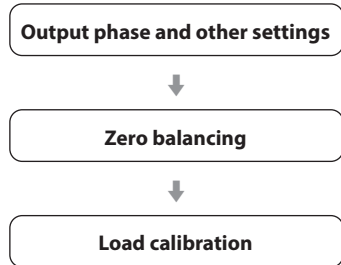 Output phase and other settings
Zero balancing
Load calibration